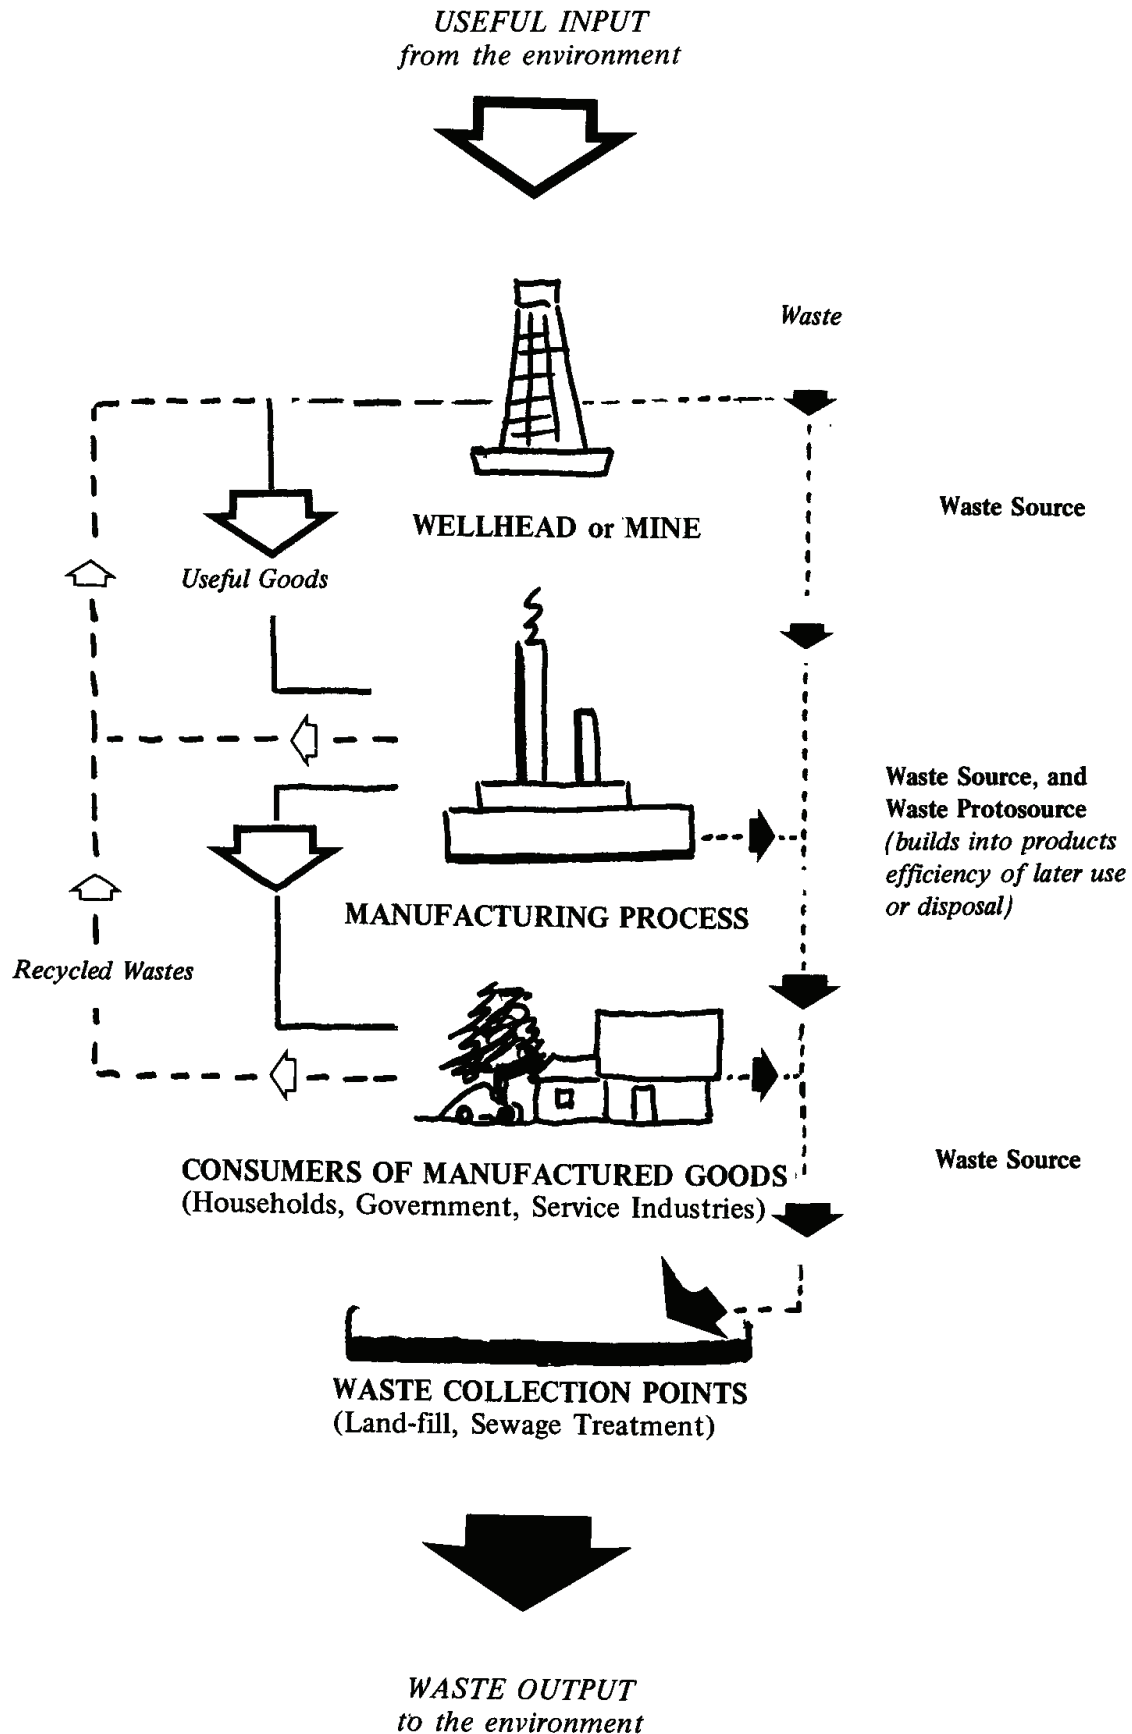 USEFUL INPUT
from the environment
Waste
Waste Source
WELLHEAD or MINE
Useful Goods
Waste Source, and
Waste Protosource
(builds into products
efficiency of later use
or disposal)
MANUFACTURING PROCESS
Recycled Wastes
Waste Source
CONSUMERS OF MANUFACTURED GOODS
(Households, Government, Service Industries)
WASTE COLLECTION POINTS
(Land-fill, Sewage Treatment)
WASTE OUTPUT
to the environment